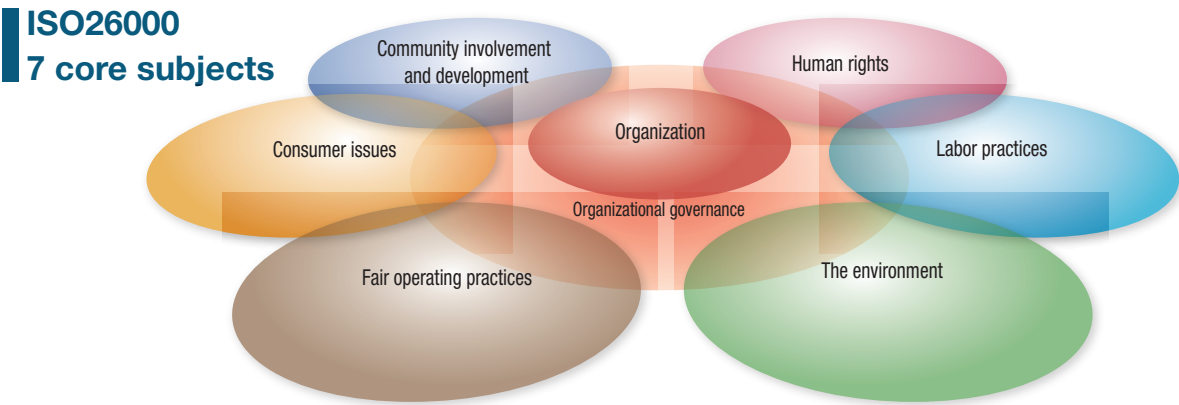 ISO26000
7 core subjects
Community involvement
and development
Human rights
Organization
Consumer issues
Labor practices
Organizational governance
Fair operating practices
The environment